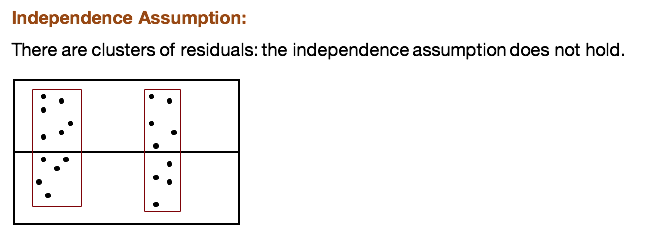 Independence Assumption:
There are clusters of residuals: the independence assumption does not hold.